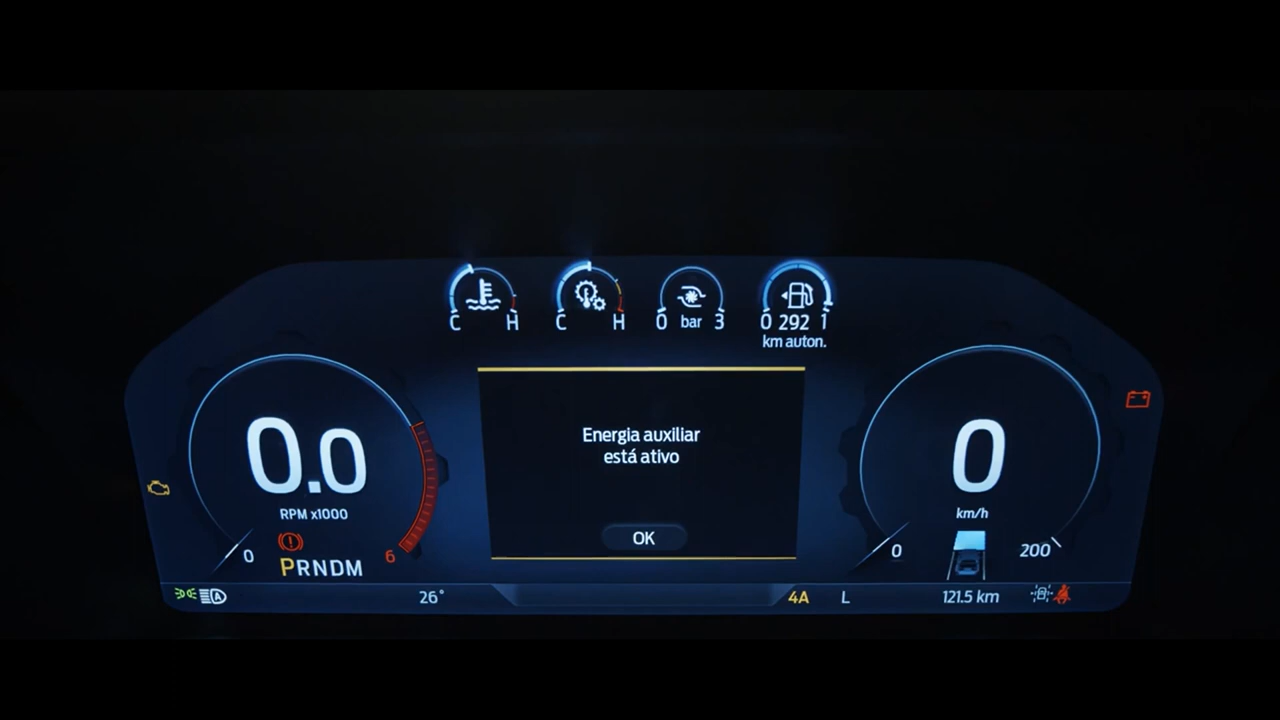 C H
C H
0 bar 3
0 292 1
km auton.
Energia auxiliar
está ativo
OK
0.0
RPM x1000
0 6
PRNDM
0
km/h
0 200
A
26°
4A L
121.5 km